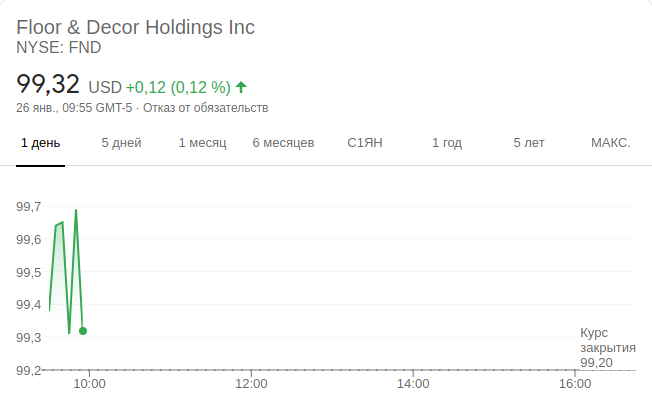 Floor & Decor Holdings Inc
NYSE: FND
99,32 USD +0,12 (0,12 %)
26 янв., 09:55 GMT-5 · Отказ от обязательств
1 день 5 дней 1 месяц 6 месяцев С1ЯН 1 год 5 лет МАКС.
99,7
99,6
99,5
99,4
99,3
99,2
Курс
закрытия
99,20
10:00 12:00 14:00 16:00